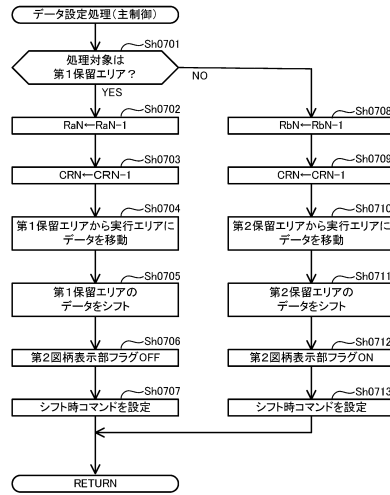 データ設定処理(主制御)
Sh0701
処理対象は
第1保留エリア?
NO
YES
Sh0702
RaN←RaN-1
Sh0703
CRN←CRN-1
Sh0704
第1保留エリアから実行エリアに
データを移動
Sh0705
第1保留エリアの
データをシフト
Sh0706
第2図柄表示部フラグOFF
Sh0707
シフト時コマンドを設定
Sh0708
RbN←RbN-1
Sh0709
CRN←CRN-1
Sh0710
第2保留エリアから実行エリアに
データを移動
Sh0711
第2保留エリアの
データをシフト
Sh0712
第2図柄表示部フラグON
Sh0713
シフト時コマンドを設定
RETURN